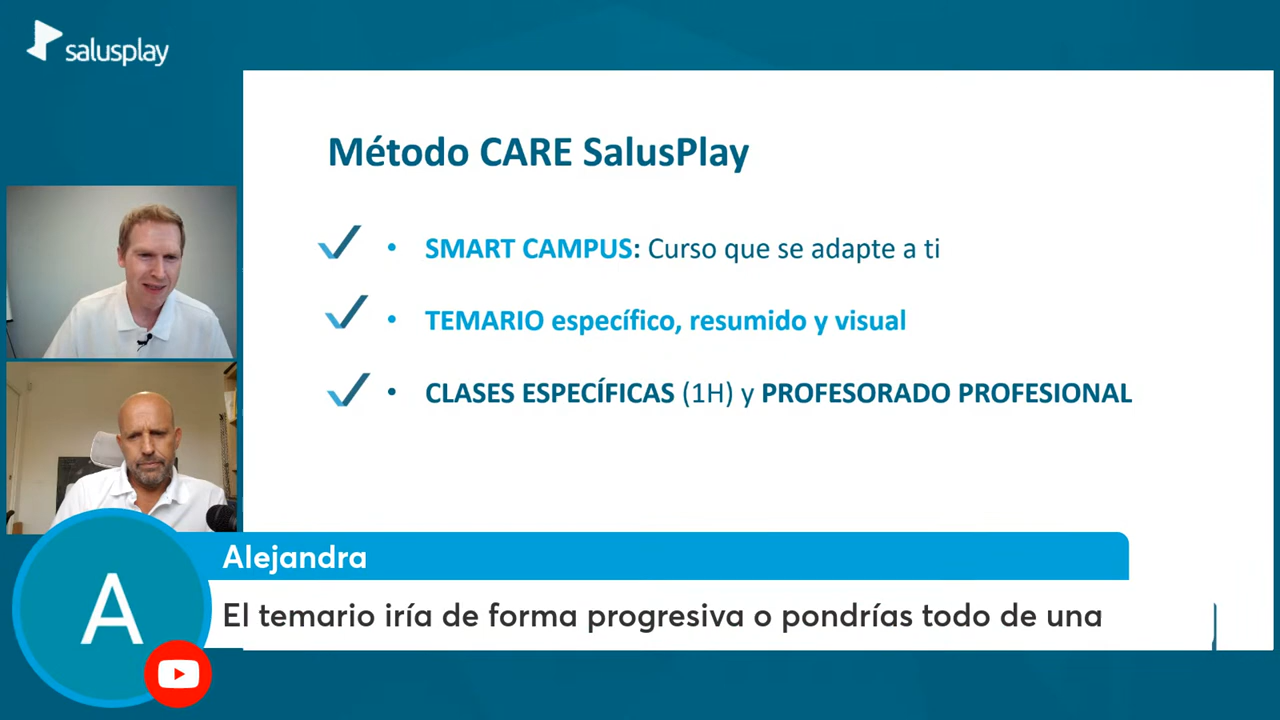 salusplay
Método CARE SalusPlay
• SMART CAMPUS: Curso que se adapte a ti
• TEMARIO específico, resumido y visual
• CLASES ESPECÍFICAS (1H) y PROFESORADO PROFESIONAL
A
Alejandra
El temario iría de forma progresiva o pondrías todo de una